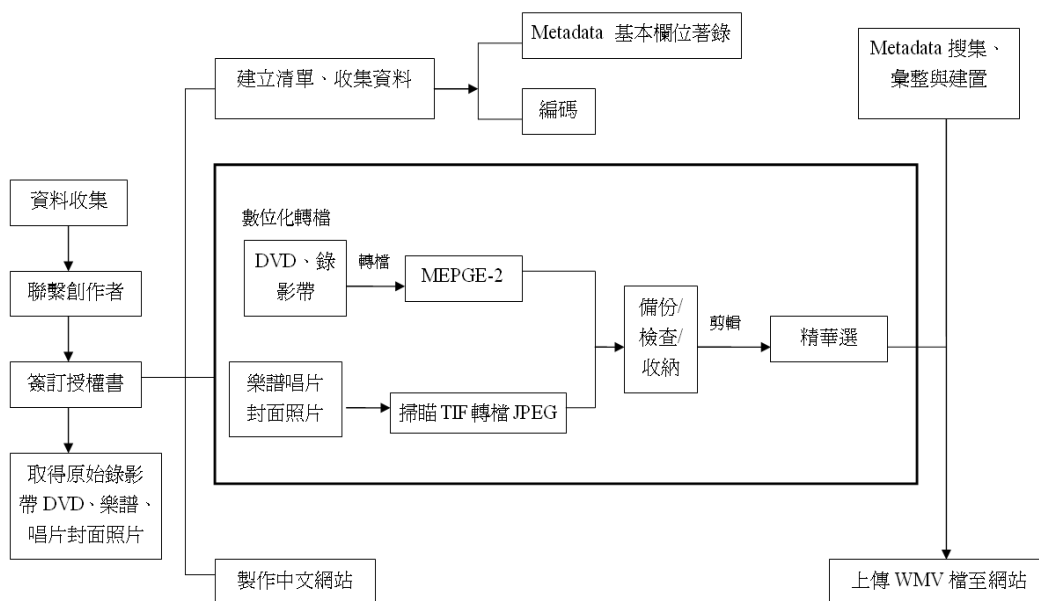 資料收集
聯繫創作者
簽訂授權書
取得原始錄影
帶 DVD、樂譜、
唱片封面照片
建立清單、收集資料
Metadata 基本欄位著錄
編碼
數位化轉檔
DVD、錄
影帶
轉檔
MEPGE-2
樂譜唱片
封面照片
掃瞄 TIF 轉檔 JPEG
備份/
檢查/
收納
剪輯
精華選
製作中文網站
Metadata 搜集、
彙整與建置
上傳 WMV 檔至網站